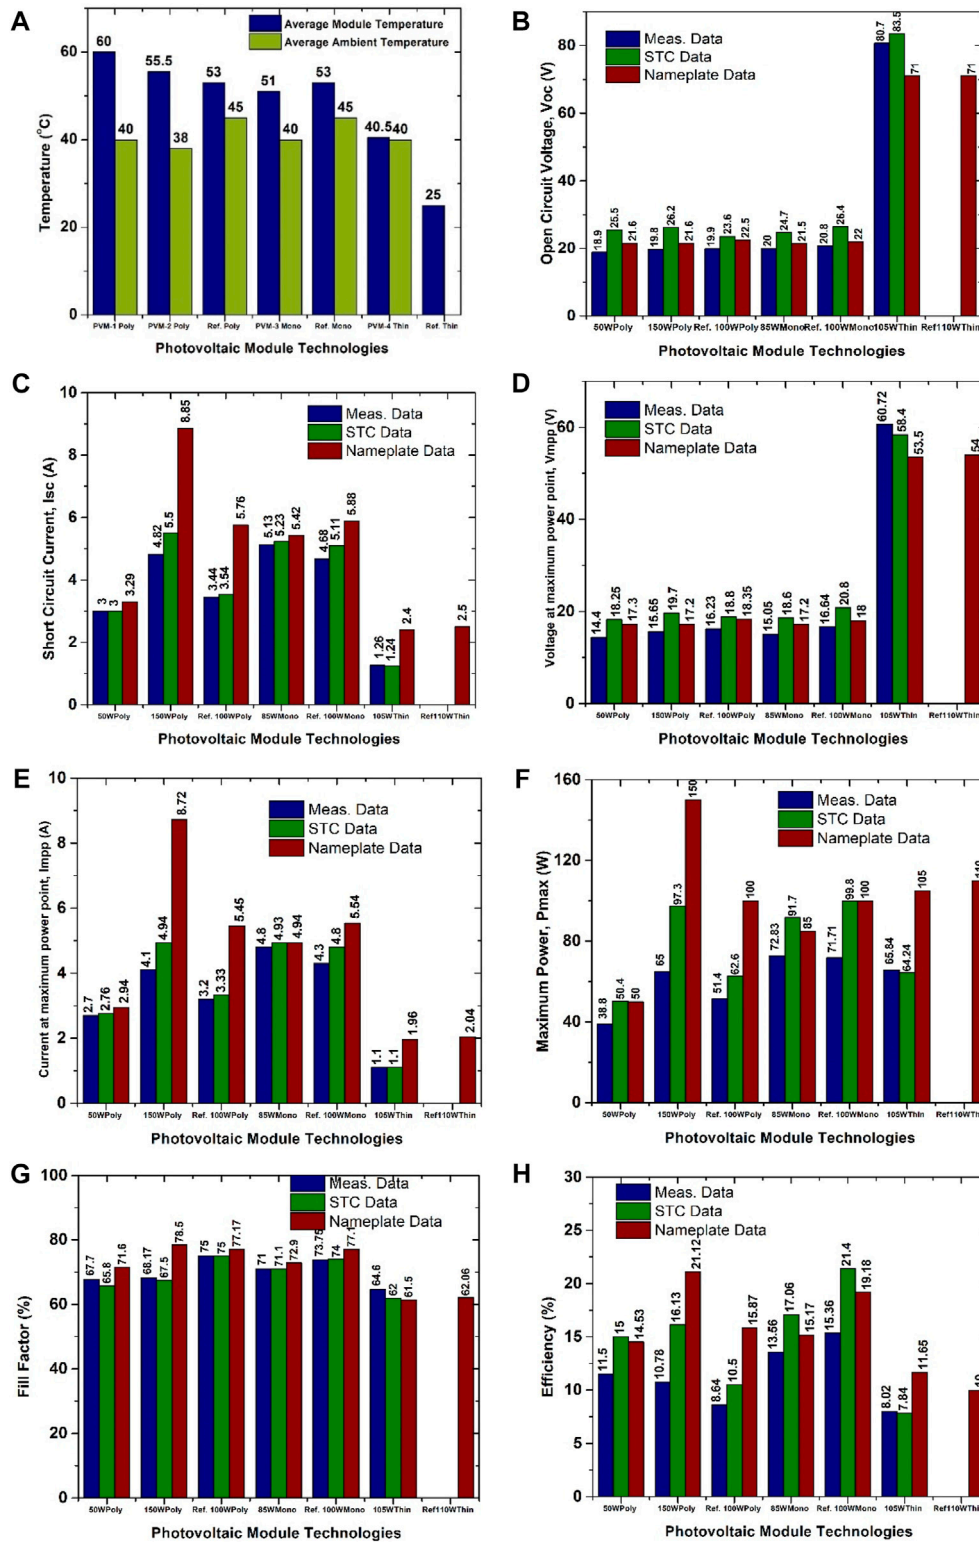 A
Average Module Temperature
Average Ambient Temperature
60
55.5
53
51
53
45
45
40
38
40
40.5
40
25
60
40
20
0
Temperature (°C)
PVM-1 Poly PVM-2 Poly Ref. Poly PVM-3 Mono Ref. Mono PVM-4 Thin Ref. Thin
Photovoltaic Module Technologies
B
Meas. Data
STC Data
Nameplate Data
80
60
40
20
0
Open Circuit Voltage, Voc (V)
18.9 25.5 21.6
19.8 26.2 21.6
19.9 23.6 22.5
20 24.7 21.5
20.8 26.4 22
80.7 83.5 71
71
50WPoly 150WPoly Ref. 100WPoly 85WMono Ref. 100WMono 105WThin Ref110WThin
Photovoltaic Module Technologies
C
Meas. Data
STC Data
Nameplate Data
10
8
6
4
2
0
Short Circuit Current, Isc (A)
3 3 3.29
4.82 5.5 8.85
3.44 3.54 5.76
5.13 5.23 5.42
4.68 5.11 5.88
1.26 1.24 2.4
2.5
50WPoly 150WPoly Ref. 100WPoly 85WMono Ref. 100WMono 105WThin Ref110WThin
Photovoltaic Module Technologies
D
Meas. Data
STC Data
Nameplate Data
60
40
20
0
Voltage at maximum power point, Vmpp (V)
14.4 18.25 17.3
15.65 19.7 17.2
16.23 18.8 18.35
15.05 18.6 17.2
16.64 20.8 18
60.72 58.4 53.5
54
50WPoly 150WPoly Ref. 100WPoly 85WMono Ref. 100WMono 105WThin Ref110WThin
Photovoltaic Module Technologies
E
Meas. Data
STC Data
Nameplate Data
10
8
6
4
2
0
Current at maximum power point, Impp (A)
2.7 2.76 2.94
4.1 4.94 8.72
3.2 3.33 5.45
4.8 4.93 4.94
4.3 4.8 5.54
1.1 1.1 1.96
2.04
50WPoly 150WPoly Ref. 100WPoly 85WMono Ref. 100WMono 105WThin Ref110WThin
Photovoltaic Module Technologies
F
Meas. Data
STC Data
Nameplate Data
160
120
80
40
0
Maximum Power, Pmax (W)
38.8 50.4 50
65 97.3 150
51.4 62.6 100
72.83 91.7 85
71.71 99.8 100
65.84 64.24 105
50WPoly 150WPoly Ref. 100WPoly 85WMono Ref. 100WMono 105WThin Ref110WThin
Photovoltaic Module Technologies
G
Meas. Data
STC Data
Nameplate Data
100
80
60
40
20
0
Fill Factor (%)
67.7 65.8 71.6
68.17 67.5 78.5
75 75 77.17
71 71.1 72.9
73.75 74 77.1
64.6 62 61.5
62.06
50WPoly 150WPoly Ref. 100WPoly 85WMono Ref. 100WMono 105WThin Ref110WThin
Photovoltaic Module Technologies
H
Meas. Data
STC Data
Nameplate Data
30
25
20
15
10
5
0
Efficiency (%)
11.5 15 14.53
10.78 16.13 21.12
8.64 10.5 15.87
13.56 17.06 15.17
15.36 21.4 19.18
8.02 7.84 11.65
50WPoly 150WPoly Ref. 100WPoly 85WMono Ref. 100WMono 105WThin Ref110WThin
Photovoltaic Module Technologies